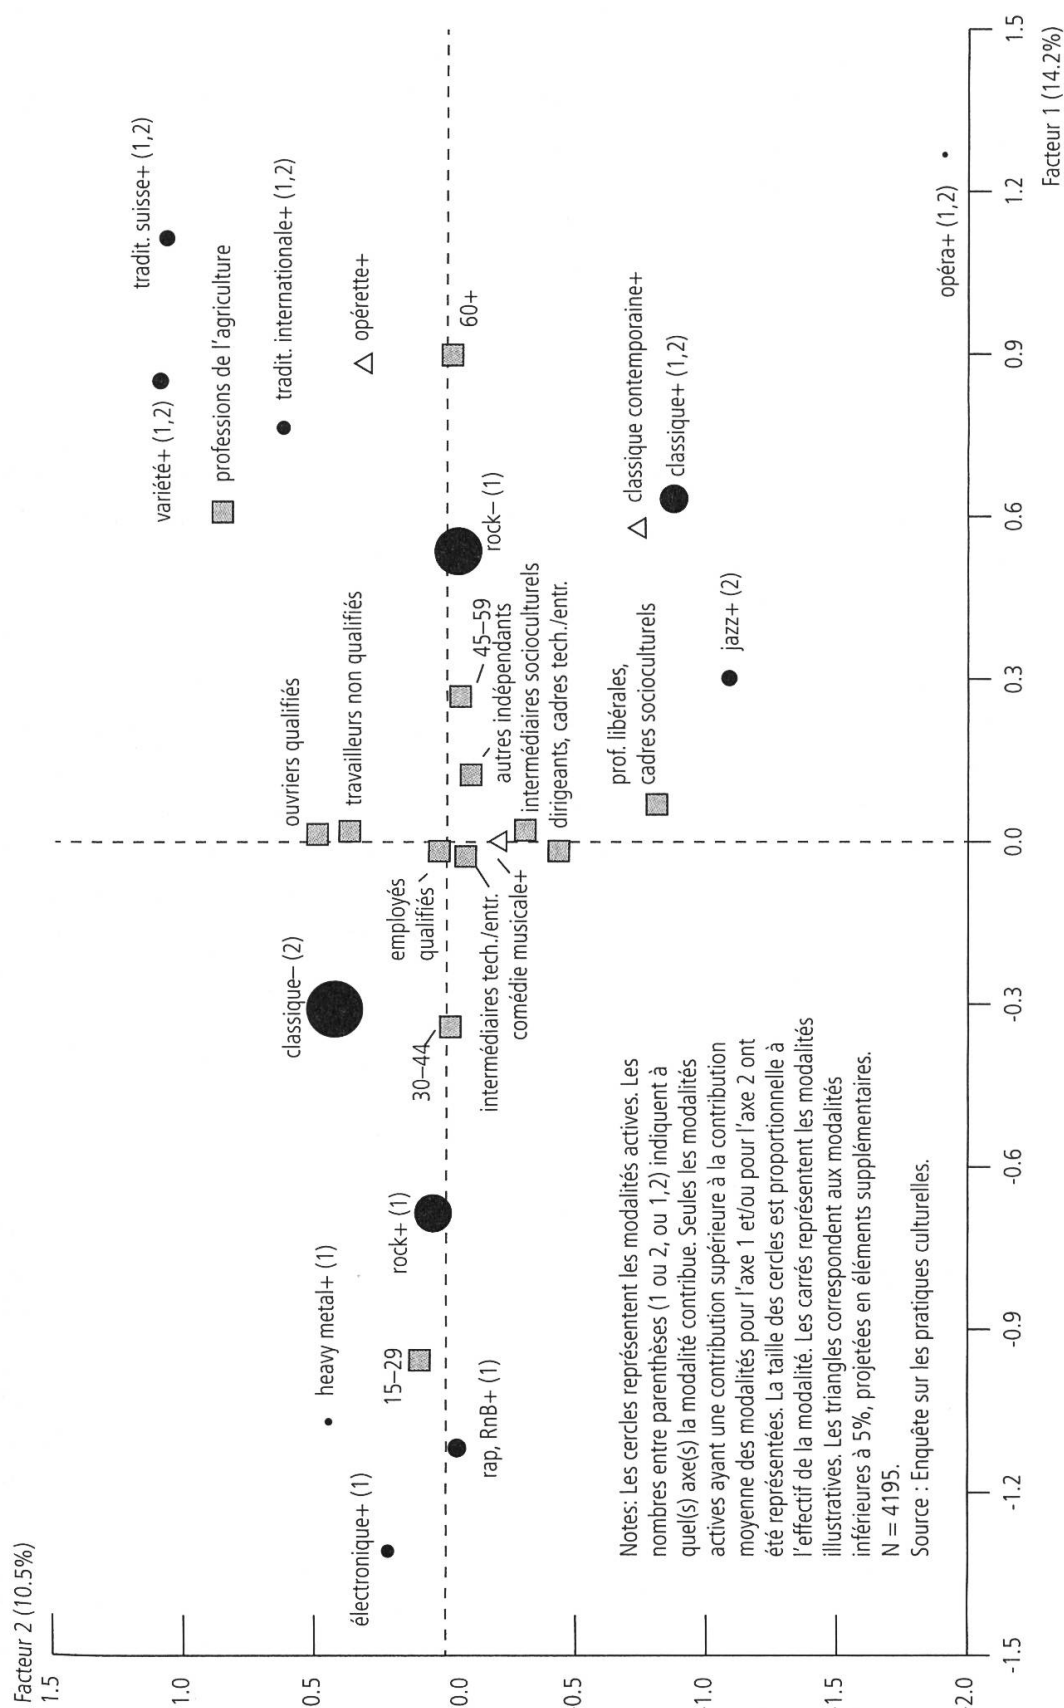 Facteur 2 (10.5%)
1.5
1.0
0.5
0.0
0.5
1.0
2.0
-1.5
-1.2
-0.9
-0.6
-0.3
0.0
0.3
0.6
0.9
1.2
1.5
Facteur 1 (14.2%)
tradit. suisse+ (1,2)
variété+ (1,2)
professions de l'agriculture
tradit. internationale+ (1,2)
opérette+
60+
rock– (1)
ouvriers qualifiés
travailleurs non qualifiés
45–59
autres indépendants
intermédiaires socioculturels
dirigeants, cadres tech./entr.
prof. libérales,
cadres socioculturels
classique contemporaine+
classique+ (1,2)
jazz+ (2)
opéra+ (1,2)
classique– (2)
employés
qualifiés
intermédiaires tech./entr.
comédie musicale+
30–44
rock+ (1)
heavy metal+ (1)
15–29
rap, RnB+ (1)
électronique+ (1)
Notes: Les cercles représentent les modalités actives. Les
nombres entre parenthèses (1 ou 2, ou 1,2) indiquent à
quel(s) axe(s) la modalité contribue. Seules les modalités
actives ayant une contribution supérieure à la contribution
moyenne des modalités pour l'axe 1 et/ou pour l'axe 2 ont
été représentées. La taille des cercles est proportionnelle à
l'effectif de la modalité. Les carrés représentent les modalités
illustratives. Les triangles correspondent aux modalités
inférieures à 5%, projetées en éléments supplémentaires.
N = 4195.
Source : Enquête sur les pratiques culturelles.